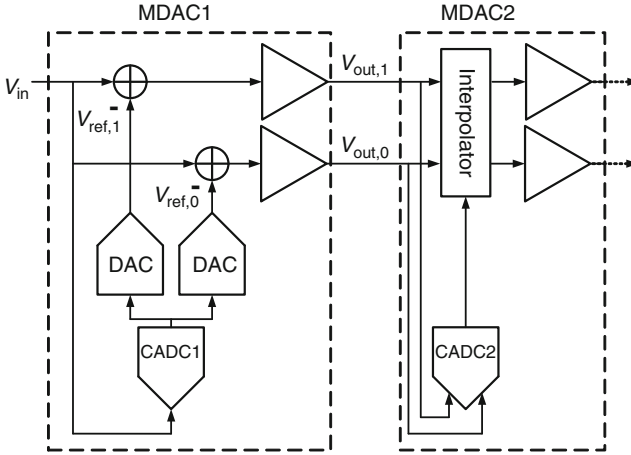 MDAC1
MDAC2
V_in
V_ref,1
-
V_out,1
V_ref,0
-
V_out,0
Interpolator
DAC
DAC
CADC1
CADC2